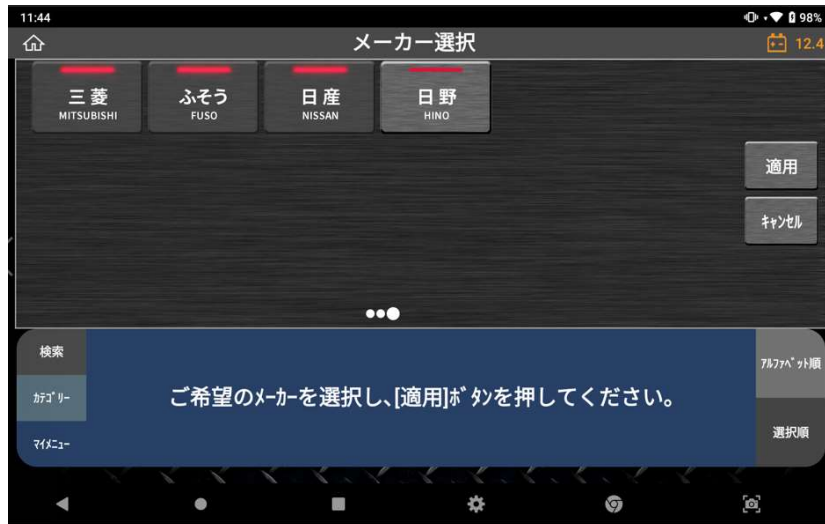 11:44
98%
メーカー選択
12.4
三菱
MITSUBISHI
ふそう
FUSO
日産
NISSAN
日野
HINO
適用
ｷｬﾝｾﾙ
検索
ｶﾃｺﾞﾘｰ
ﾏｲﾒﾆｭｰ
ご希望のﾒｰｶｰを選択し、[適用]ﾎﾞﾀﾝを押してください。
ｱﾙﾌｧﾍﾞｯﾄ順
選択順